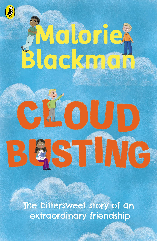 Malorie
Blackman
CLOUD
BUSTING
The bittersweet story of an
extraordinary friendship